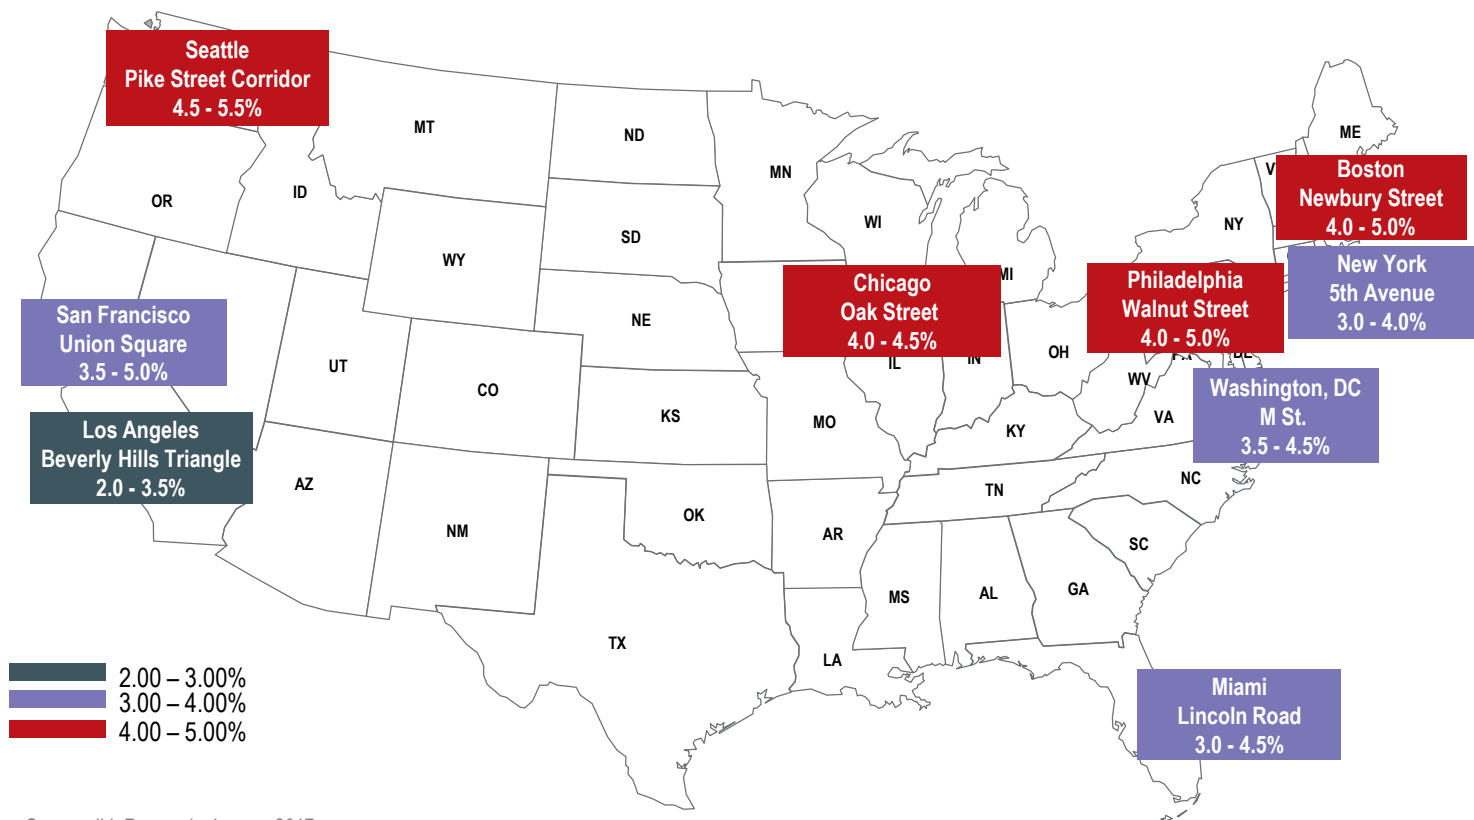 Seattle
Pike Street Corridor
4.5 - 5.5%
MT
ND
MN
ME
OR
ID
WI
NY
SD
WY
MI
Boston
Newbury Street
4.0 - 5.0%
New York
5th Avenue
3.0 - 4.0%
Chicago
Oak Street
4.0 - 4.5%
Philadelphia
Walnut Street
4.0 - 5.0%
San Francisco
Union Square
3.5 - 5.0%
NE
UT
CO
IL
IN
OH
DE
WV
VA
KS
MO
KY
Washington, DC
M St.
3.5 - 4.5%
Los Angeles
Beverly Hills Triangle
2.0 - 3.5%
AZ
NM
OK
AR
TN
NC
SC
MS
AL
GA
TX
LA
Miami
Lincoln Road
3.0 - 4.5%
2.00 – 3.00%
3.00 – 4.00%
4.00 – 5.00%